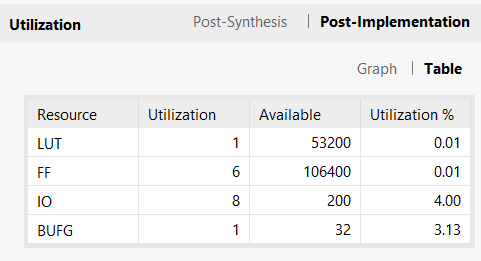 Utilization Post-Synthesis | Post-Implementation
Graph | Table
Resource Utilization Available Utilization %
LUT 1 53200 0.01
FF 6 106400 0.01
IO 8 200 4.00
BUFG 1 32 3.13